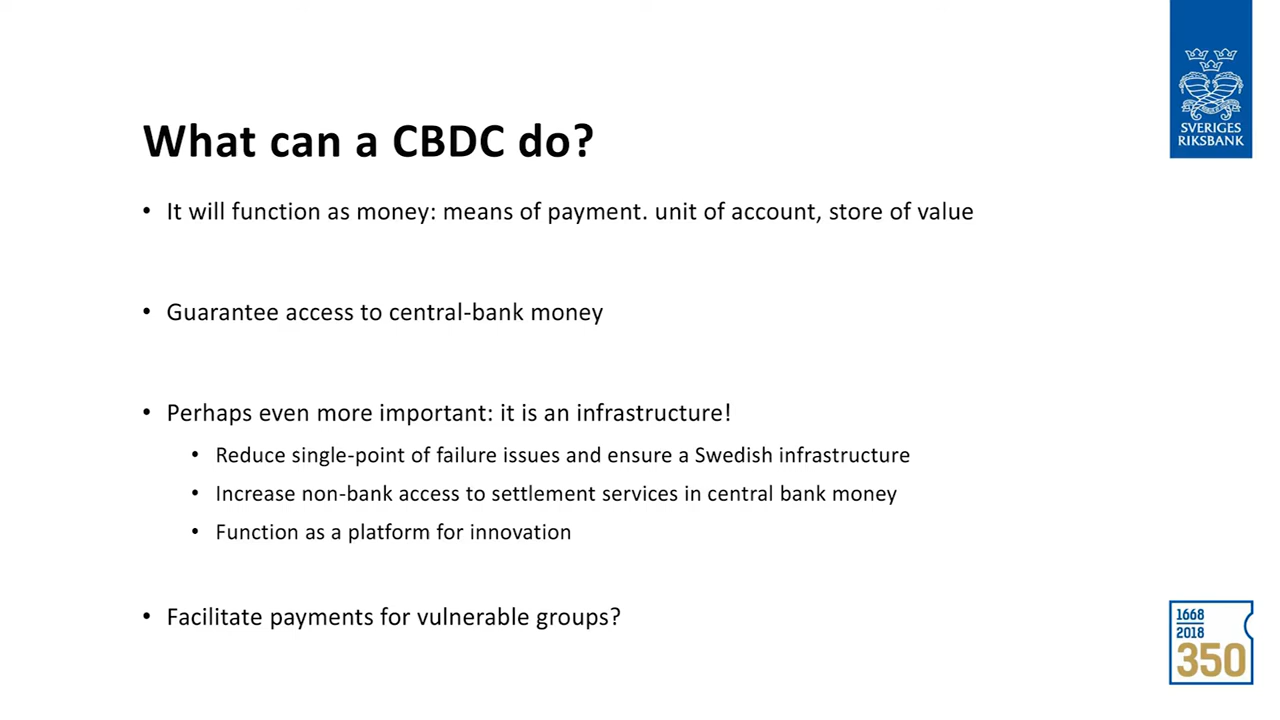 SVERIGES
RIKSBANK
What can a CBDC do?
• It will function as money: means of payment. unit of account, store of value
• Guarantee access to central-bank money
• Perhaps even more important: it is an infrastructure!
• Reduce single-point of failure issues and ensure a Swedish infrastructure
• Increase non-bank access to settlement services in central bank money
• Function as a platform for innovation
• Facilitate payments for vulnerable groups?
1668
2018
350